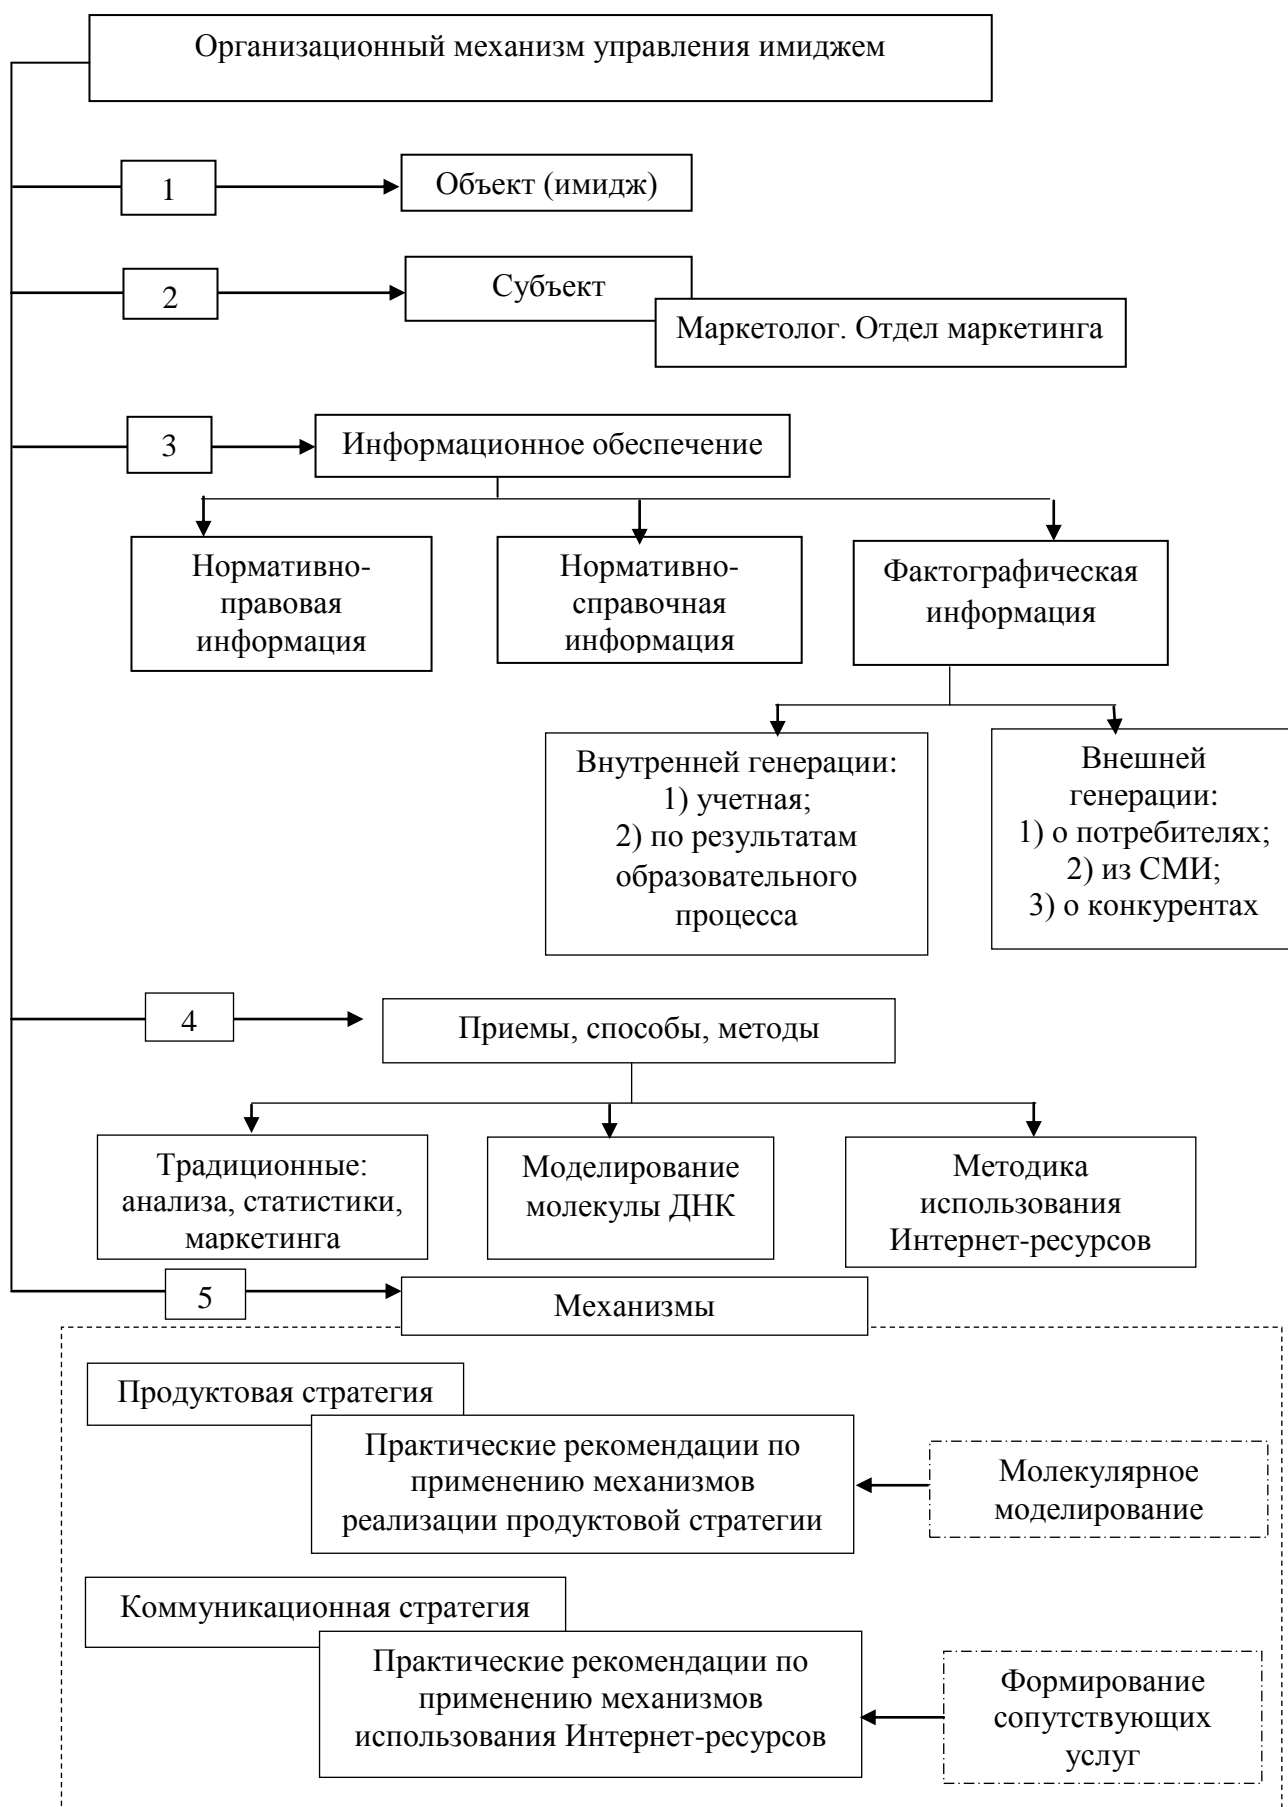 Организационный механизм управления имиджем
1
Объект (имидж)
2
Субъект
Маркетолог. Отдел маркетинга
3
Информационное обеспечение
Нормативно-
правовая
информация
Нормативно-
справочная
информация
Фактографическая
информация
Внутренней генерации:
1) учетная;
2) по результатам
образовательного
процесса
Внешней
генерации:
1) о потребителях;
2) из СМИ;
3) о конкурентах
4
Приемы, способы, методы
Традиционные:
анализа, статистики,
маркетинга
Моделирование
молекулы ДНК
Методика
использования
Интернет-ресурсов
5
Механизмы
Продуктовая стратегия
Практические рекомендации по
применению механизмов
реализации продуктовой стратегии
Молекулярное
моделирование
Коммуникационная стратегия
Практические рекомендации по
применению механизмов
использования Интернет-ресурсов
Формирование
сопутствующих
услуг